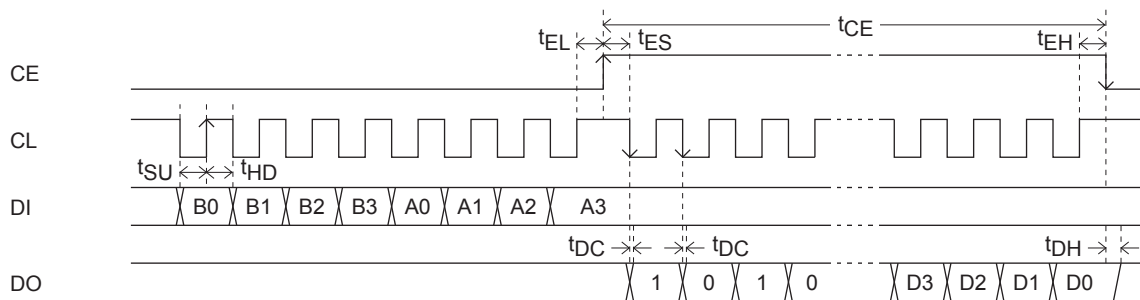 tCE
tEL tES tEH
CE
CL
tSU tHD
DI B0 B1 B2 B3 A0 A1 A2 A3
tDC tDC tDH
DO 1 0 1 0 D3 D2 D1 D0